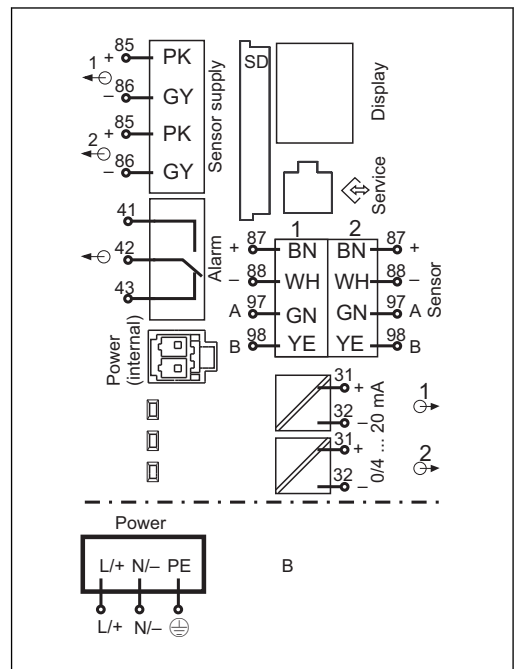 85
1 + PK
86
– GY
85
2 + PK
86
– GY
Sensor supply
SD
Display
Service
41
42
43
Alarm
1 2
+ 87 BN BN 87 +
– 88 WH WH 88 –
A 97 GN GN 97 A
B 98 YE YE 98 B
Sensor
Power
(internal)
31 +
32 –
31 +
32 –
0/4 ... 20 mA
1
2
Power
L/+ N/– PE
L/+ N/–
B